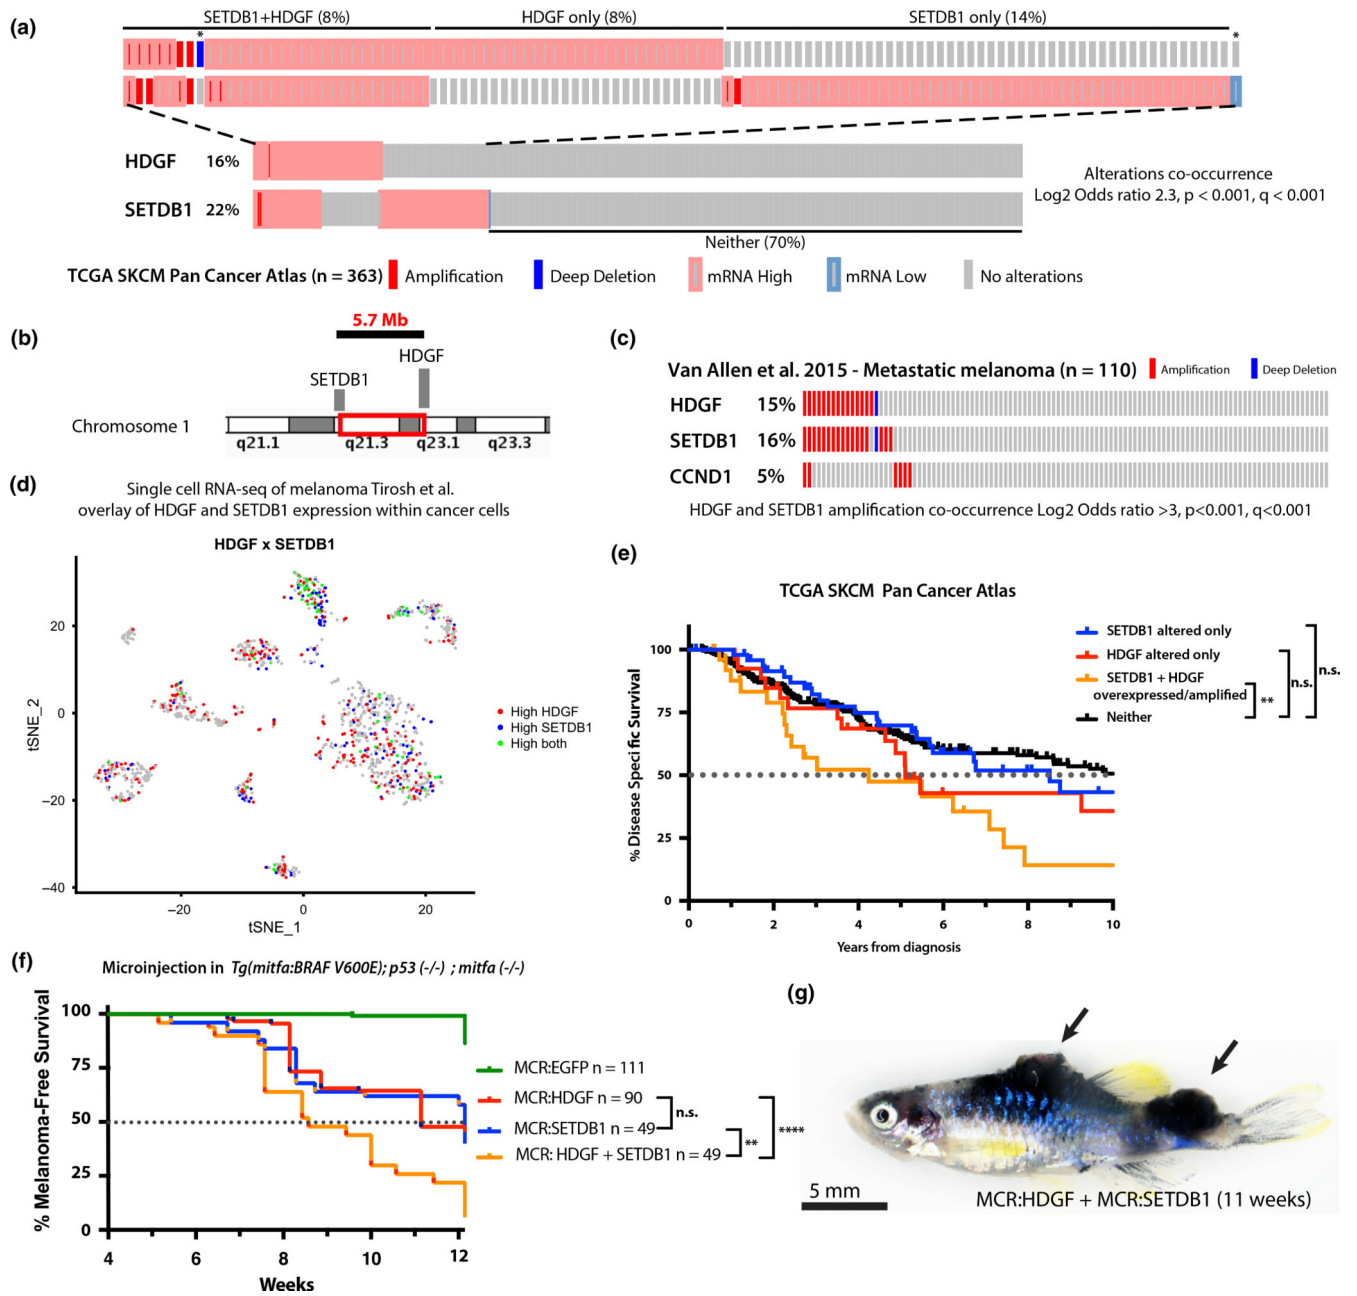 (a)
SETDB1+HDGF (8%)
HDGF only (8%)
SETDB1 only (14%)
*
*
HDGF 16%
SETDB1 22%
Alterations co-occurrence
Log2 Odds ratio 2.3, p < 0.001, q < 0.001
Neither (70%)
TCGA SKCM Pan Cancer Atlas (n = 363)
Amplification
Deep Deletion
mRNA High
mRNA Low
No alterations
(b)
5.7 Mb
HDGF
SETDB1
Chromosome 1
q21.1
q21.3
q23.1
q23.3
(c)
Van Allen et al. 2015 - Metastatic melanoma (n = 110)
Amplification
Deep Deletion
HDGF 15%
SETDB1 16%
CCND1 5%
HDGF and SETDB1 amplification co-occurrence Log2 Odds ratio >3, p<0.001, q<0.001
(d)
Single cell RNA-seq of melanoma Tirosh et al.
overlay of HDGF and SETDB1 expression within cancer cells
HDGF x SETDB1
20
0
−20
−40
tSNE_2
−20
0
20
tSNE_1
High HDGF
High SETDB1
High both
(e)
TCGA SKCM Pan Cancer Atlas
100
75
50
25
0
% Disease Specific Survival
0
2
4
6
8
10
Years from diagnosis
SETDB1 altered only
HDGF altered only
SETDB1 + HDGF
overexpressed/amplified
Neither
**
n.s.
n.s.
(f)
Microinjection in Tg(mitfa:BRAF V600E); p53 (-/-) ; mitfa (-/-)
100
75
50
25
0
% Melanoma-Free Survival
4
6
8
10
12
Weeks
MCR:EGFP n = 111
MCR:HDGF n = 90
MCR:SETDB1 n = 49
MCR: HDGF + SETDB1 n = 49
n.s.
**
****
(g)
5 mm
MCR:HDGF + MCR:SETDB1 (11 weeks)